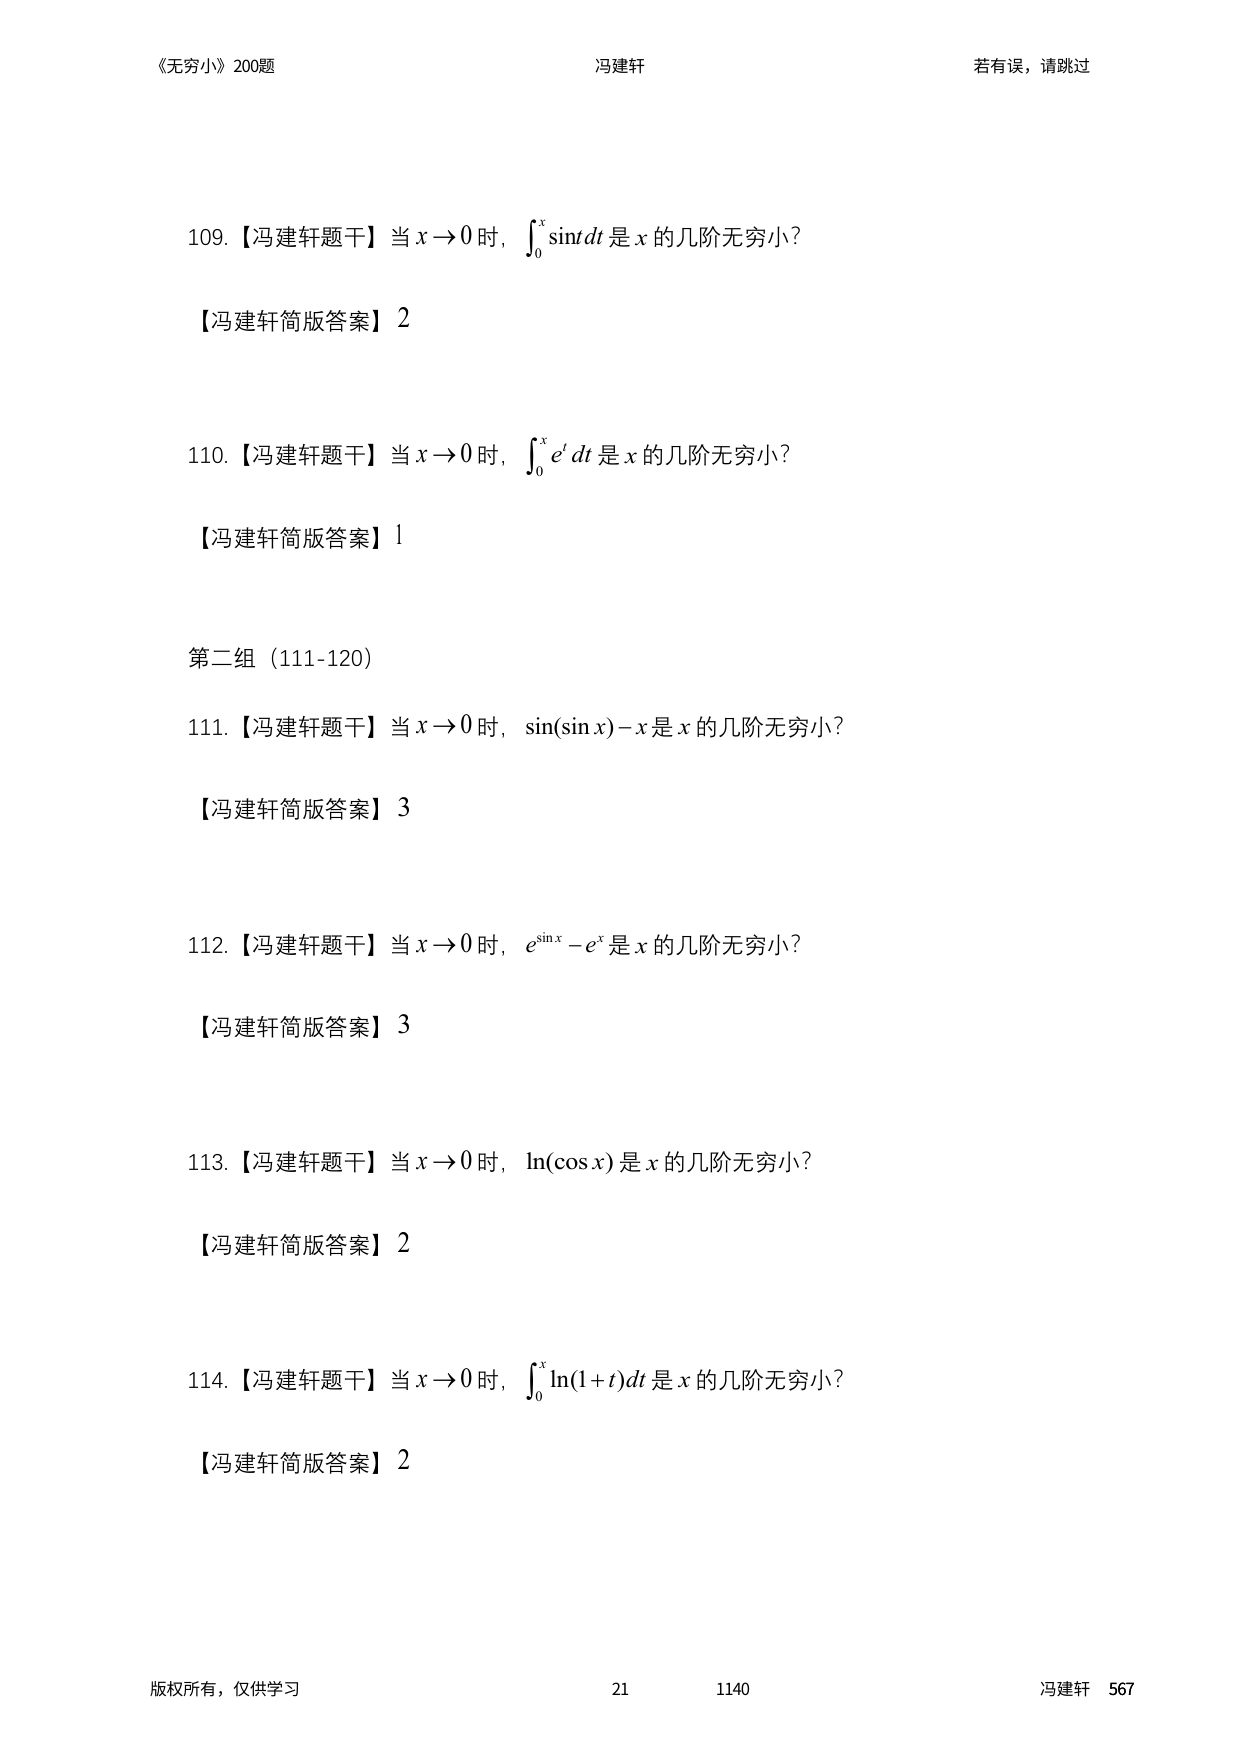 《无穷小》200题 冯建轩 若有误，请跳过
109.【冯建轩题干】当 x→0 时，∫₀ˣ sintdt 是 x 的几阶无穷小？
【冯建轩简版答案】2
110.【冯建轩题干】当 x→0 时，∫₀ˣ eᵗ dt 是 x 的几阶无穷小？
【冯建轩简版答案】1
第二组（111-120）
111.【冯建轩题干】当 x→0 时，sin(sin x)−x 是 x 的几阶无穷小？
【冯建轩简版答案】3
112.【冯建轩题干】当 x→0 时，e^{sin x}−e^x 是 x 的几阶无穷小？
【冯建轩简版答案】3
113.【冯建轩题干】当 x→0 时，ln(cos x) 是 x 的几阶无穷小？
【冯建轩简版答案】2
114.【冯建轩题干】当 x→0 时，∫₀ˣ ln(1+t)dt 是 x 的几阶无穷小？
【冯建轩简版答案】2
版权所有，仅供学习 21 1140 冯建轩 567